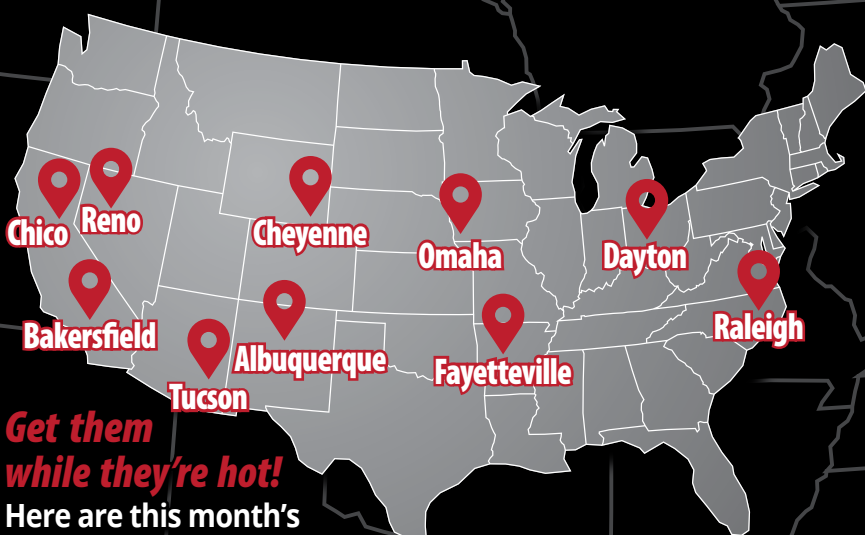 Chico
Reno
Cheyenne
Omaha
Dayton
Bakersfield
Albuquerque
Fayetteville
Raleigh
Tucson
Get them
while they're hot!
Here are this month's